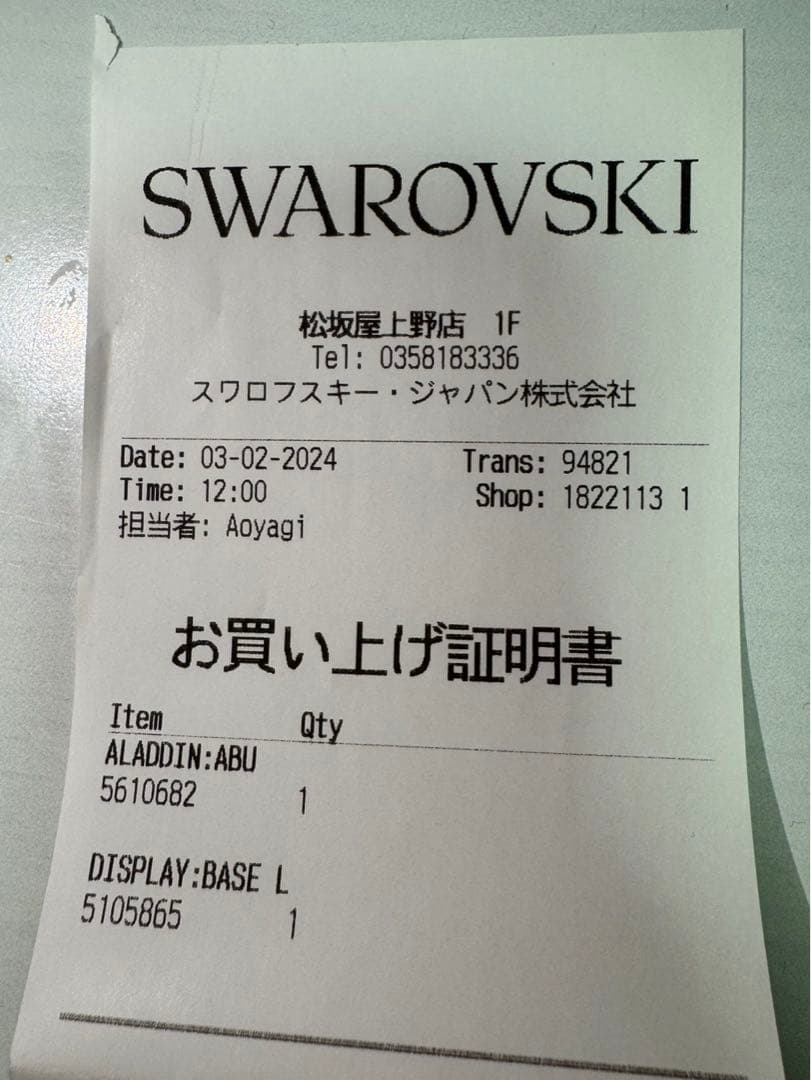 SWAROVSKI
松坂屋上野店 1F
Tel: 0358183336
スワロフスキー・ジャパン株式会社
Date: 03-02-2024 Trans: 94821
Time: 12:00 Shop: 1822113 1
担当者: Aoyagi
お買い上げ証明書
Item Qty
ALADDIN:ABU
5610682 1
DISPLAY:BASE L
5105865 1